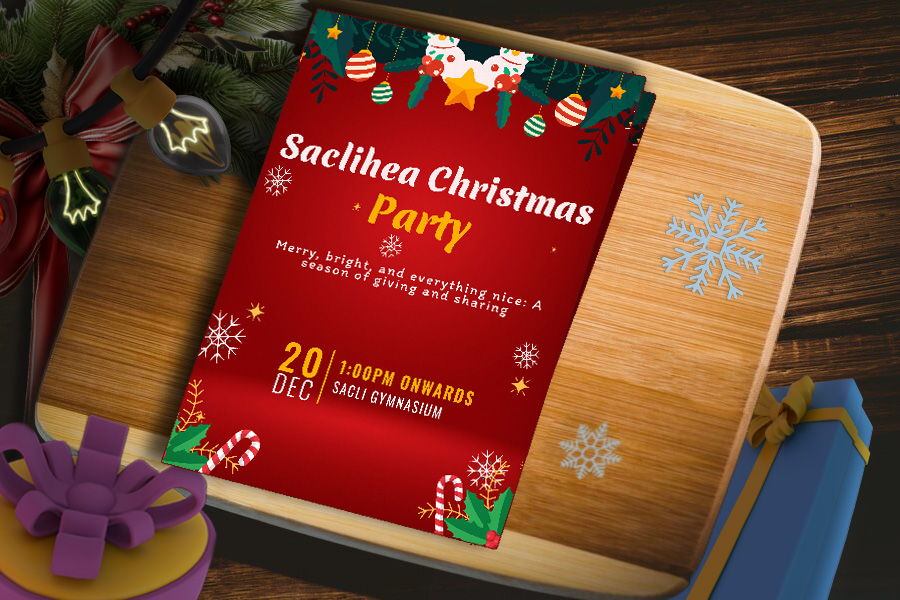 Saclihea Christmas
Party
Merry, bright, and everything nice: A
season of giving and sharing
20
DEC
1:00PM ONWARDS
SACLI GYMNASIUM